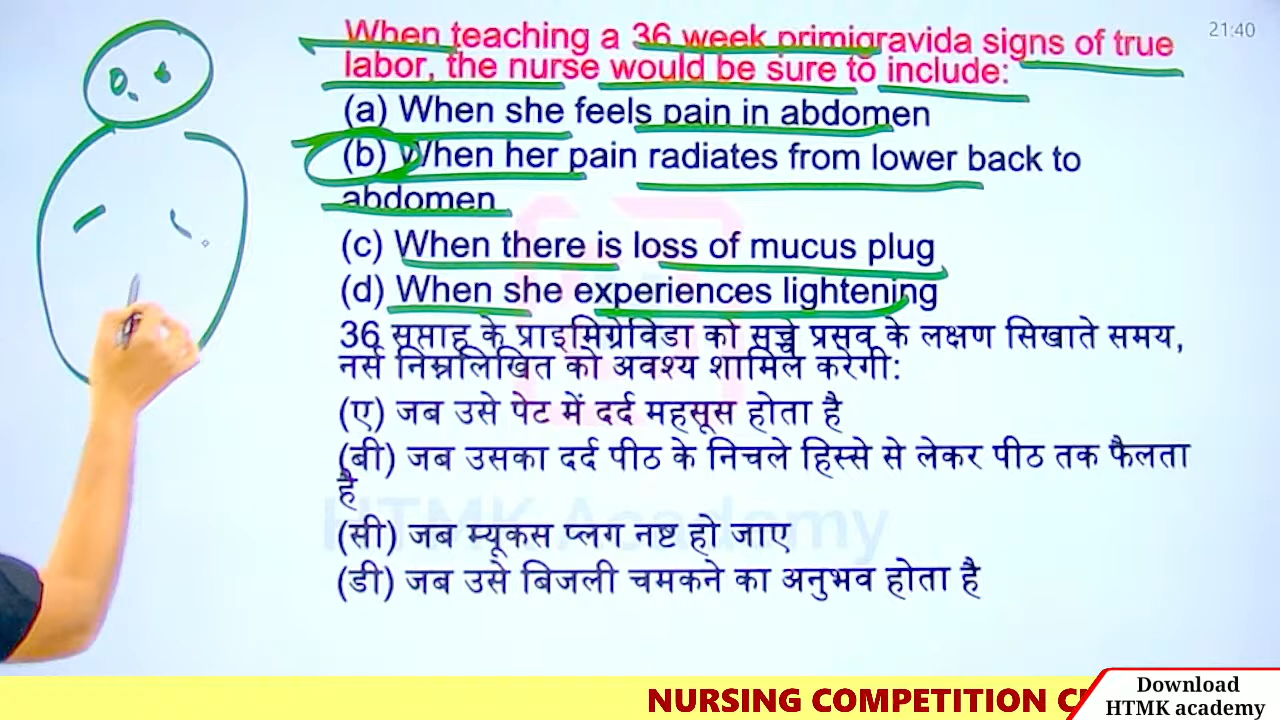 21:40
When teaching a 36 week primigravida signs of true
labor, the nurse would be sure to include:
(a) When she feels pain in abdomen
(b) When her pain radiates from lower back to
abdomen
(c) When there is loss of mucus plug
(d) When she experiences lightening
36 सप्ताह के प्राइमिग्रेविडा को सच्चे प्रसव के लक्षण सिखाते समय,
नर्स निम्नलिखित को अवश्य शामिल करेगी:
(ए) जब उसे पेट में दर्द महसूस होता है
(बी) जब उसका दर्द पीठ के निचले हिस्से से लेकर पीठ तक फैलता
है
(सी) जब म्यूकस प्लग नष्ट हो जाए
(डी) जब उसे बिजली चमकने का अनुभव होता है
HTMK Academy
NURSING COMPETITION
Download
HTMK academy